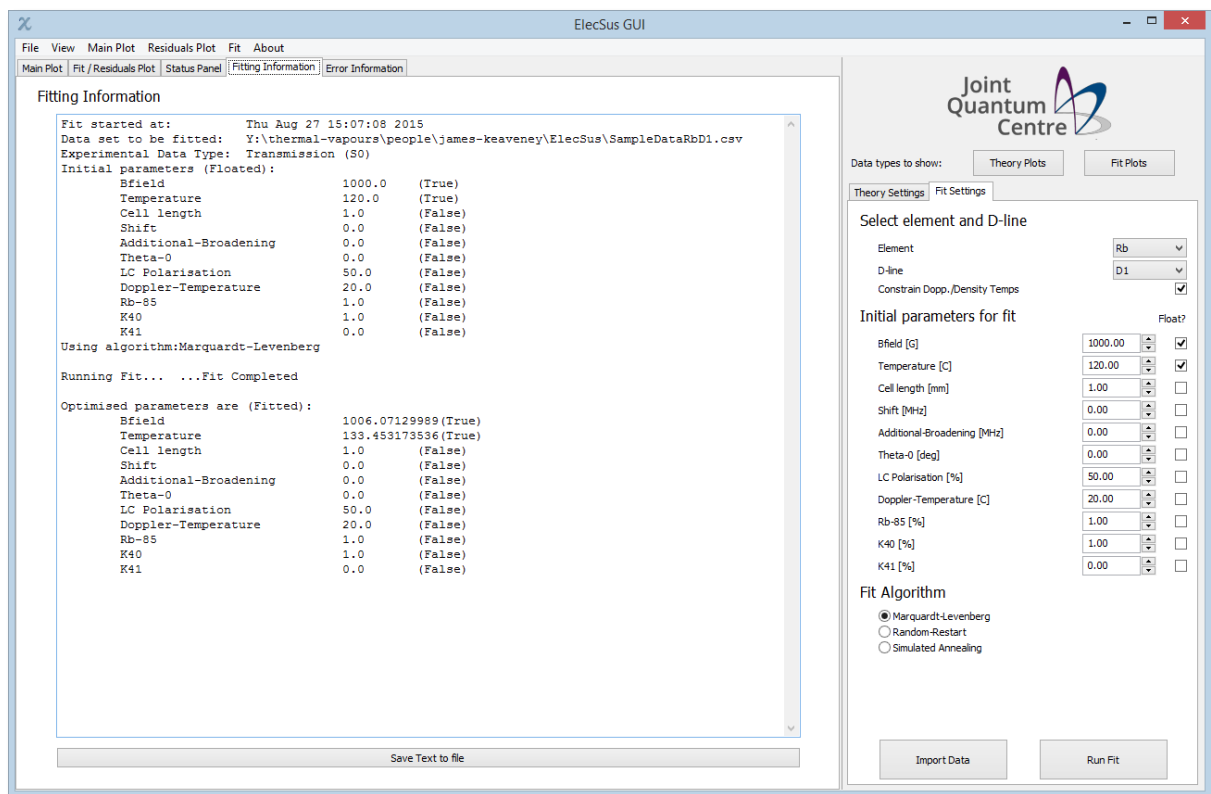 ElecSus GUI
File View Main Plot Residuals Plot Fit About
Main Plot Fit / Residuals Plot Status Panel Fitting Information Error Information
Fitting Information
Fit started at: Thu Aug 27 15:07:08 2015
Data set to be fitted: Y:\thermal-vapours\people\james-keaveney\ElecSus\SampleDataRbD1.csv
Experimental Data Type: Transmission (S0)
Initial parameters (Floated):
Bfield 1000.0 (True)
Temperature 120.0 (True)
Cell length 1.0 (False)
Shift 0.0 (False)
Additional-Broadening 0.0 (False)
Theta-0 0.0 (False)
LC Polarisation 50.0 (False)
Doppler-Temperature 20.0 (False)
Rb-85 1.0 (False)
K40 1.0 (False)
K41 0.0 (False)
Using algorithm:Marquardt-Levenberg
Running Fit... ...Fit Completed
Optimised parameters are (Fitted):
Bfield 1006.07129989(True)
Temperature 133.453173536(True)
Cell length 1.0 (False)
Shift 0.0 (False)
Additional-Broadening 0.0 (False)
Theta-0 0.0 (False)
LC Polarisation 50.0 (False)
Doppler-Temperature 20.0 (False)
Rb-85 1.0 (False)
K40 1.0 (False)
K41 0.0 (False)
Save Text to file
Joint
Quantum
Centre
Data types to show: Theory Plots Fit Plots
Theory Settings Fit Settings
Select element and D-line
Element Rb
D-line D1
Constrain Dopp./Density Temps
Initial parameters for fit Float?
Bfield [G] 1000.00
Temperature [C] 120.00
Cell length [mm] 1.00
Shift [MHz] 0.00
Additional-Broadening [MHz] 0.00
Theta-0 [deg] 0.00
LC Polarisation [%] 50.00
Doppler-Temperature [C] 20.00
Rb-85 [%] 1.00
K40 [%] 1.00
K41 [%] 0.00
Fit Algorithm
Marquardt-Levenberg
Random-Restart
Simulated Annealing
Import Data Run Fit